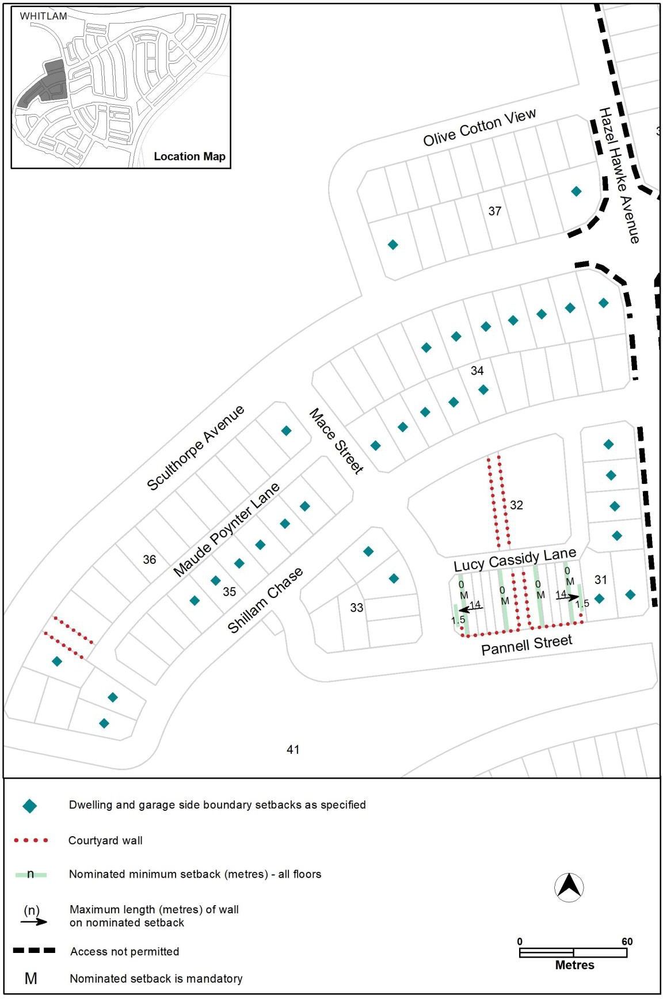 WHITLAM
Location Map
Olive Cotton View
Hazel Hawke Avenue
37
34
Sculthorpe Avenue
Mace Street
Maude Poynter Lane
32
36
35
Shillam Chase
Lucy Cassidy Lane
33
31
0
M
0
M
0
M
0
M
14
14
1.5
1.5
Pannell Street
41
Dwelling and garage side boundary setbacks as specified
Courtyard wall
n
Nominated minimum setback (metres) - all floors
(n)
Maximum length (metres) of wall
on nominated setback
Access not permitted
M
Nominated setback is mandatory
0 60
Metres